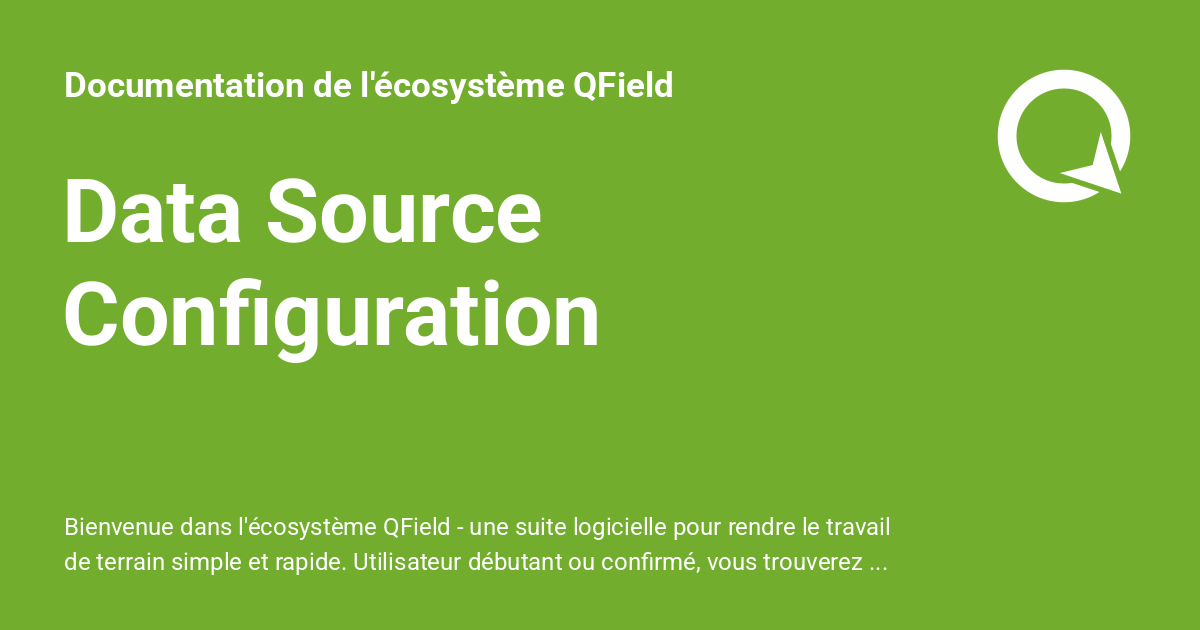 Documentation de l'écosystème QField
Data Source
Configuration
Bienvenue dans l'écosystème QField - une suite logicielle pour rendre le travail
de terrain simple et rapide. Utilisateur débutant ou confirmé, vous trouverez ...